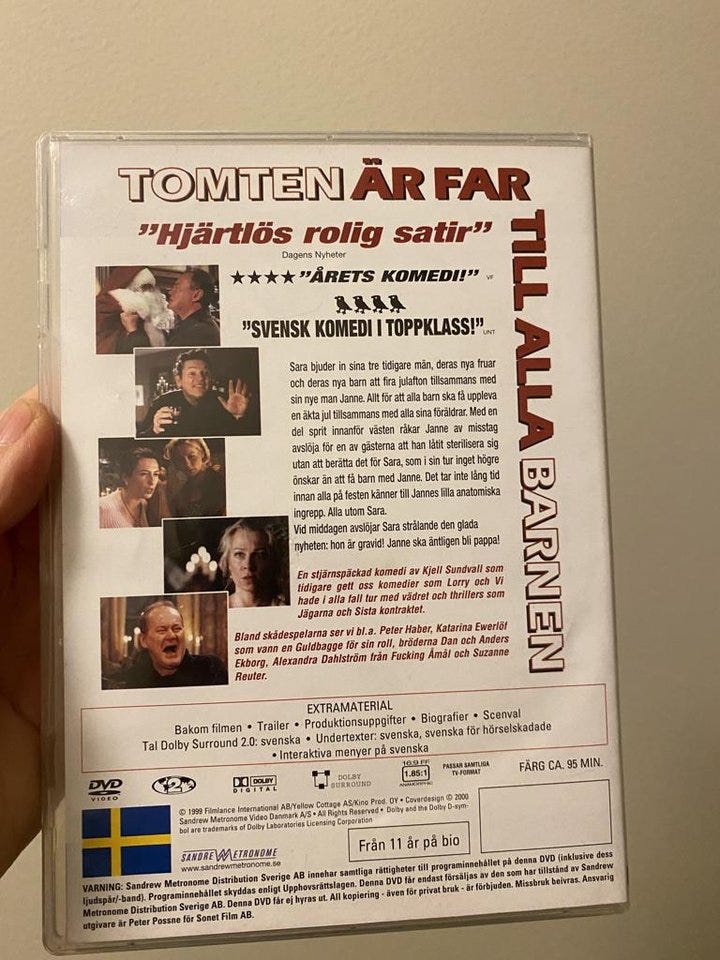 TOMTEN ÄR FAR
TILL ALLA BARNEN
”Hjärtlös rolig satir”
Dagens Nyheter
★★★★”ÅRETS KOMEDI!” VF
”SVENSK KOMEDI I TOPPKLASS!” UNT
Sara bjuder in sina tre tidigare män, deras nya fruar
och deras nya barn att fira julafton tillsammans med
sin nye man Janne. Allt för att alla barn ska få uppleva
en äkta jul tillsammans med alla sina föräldrar. Med en
del sprit innanför västen råkar Janne av misstag
avslöja för en av gästerna att han låtit sterilisera sig
utan att berätta det för Sara, som i sin tur inget högre
önskar än att få barn med Janne. Det tar inte lång tid
innan alla på festen känner till Jannes lilla anatomiska
ingrepp. Alla utom Sara.
Vid middagen avslöjar Sara strålande den glada
nyheten: hon är gravid! Janne ska äntligen bli pappa!
En stjärnspäckad komedi av Kjell Sundvall som
tidigare gett oss komedier som Lorry och Vi
hade i alla fall tur med vädret och thrillers som
Jägarna och Sista kontraktet.
Bland skådespelarna ser vi bl.a. Peter Haber, Katarina Ewerlöf
som vann en Guldbagge för sin roll, bröderna Dan och Anders
Ekborg, Alexandra Dahlström från Fucking Åmål och Suzanne
Reuter.
EXTRAMATERIAL
Bakom filmen • Trailer • Produktionsuppgifter • Biografier • Scenval
Tal Dolby Surround 2.0: svenska • Undertexter: svenska, svenska för hörselskadade
• Interaktiva menyer på svenska
DVD
VIDEO
2
DOLBY
DIGITAL
DOLBY
SURROUND
16:9 FF
1.85:1
ANAMORPHIC
PASSAR SAMTLIGA
TV-FORMAT
FÄRG CA. 95 MIN.
© 1999 Filmlance International AB/Yellow Cottage AS/Kino Prod. OY • Coverdesign © 2000
Sandrew Metronome Video Danmark A/S • All Rights Reserved • Dolby and the Dolby D-sym-
bol are trademarks of Dolby Laboratories Licensing Corporation
SANDREW METRONOME
www.sandrewmetronome.se
Från 11 år på bio
VARNING: Sandrew Metronome Distribution Sverige AB innehar samtliga rättigheter till programinnehållet på denna DVD (inklusive dess
ljudspår/-band). Programinnehållet skyddas enligt Upphovsrättslagen. Denna DVD får endast försäljas av den som har tillstånd av Sandrew
Metronome Distribution Sverige AB. Denna DVD får ej hyras ut. All kopiering - även för privat bruk - är förbjuden. Missbruk beivras. Ansvarig
utgivare är Peter Possne för Sonet Film AB.